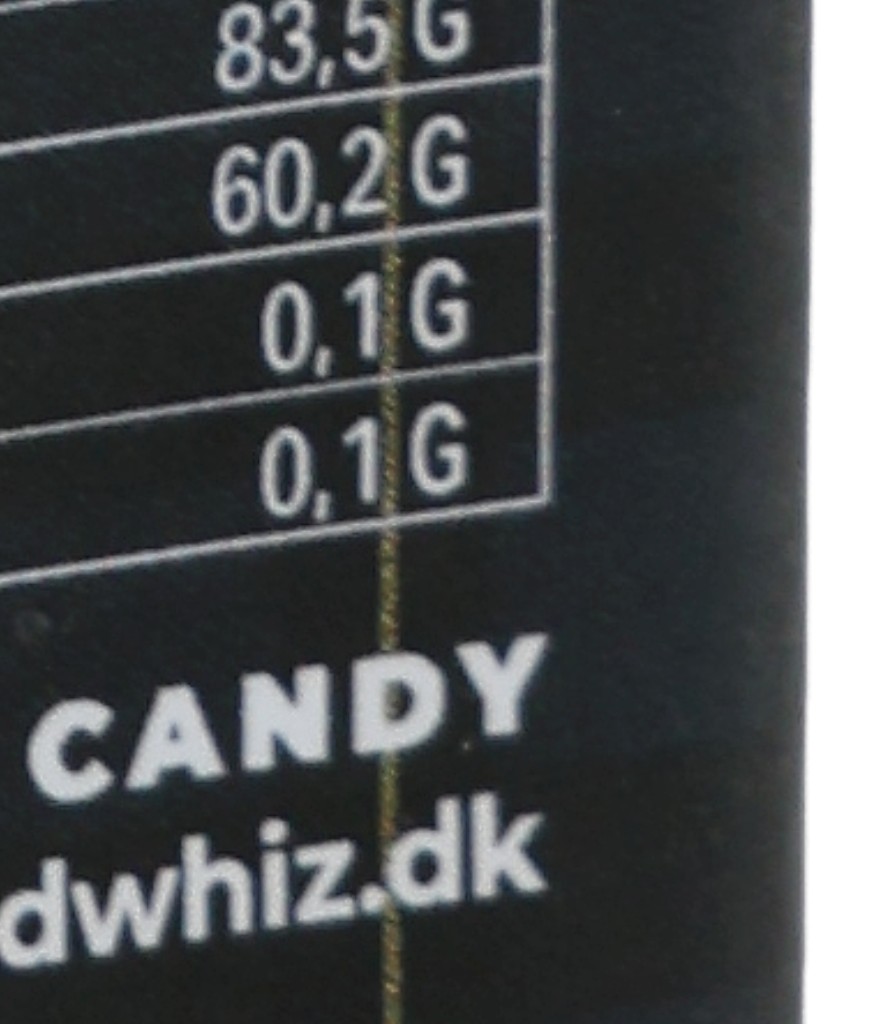 83,5 G
60,2 G
0,1 G
0,1 G
CANDY
dwhiz.dk